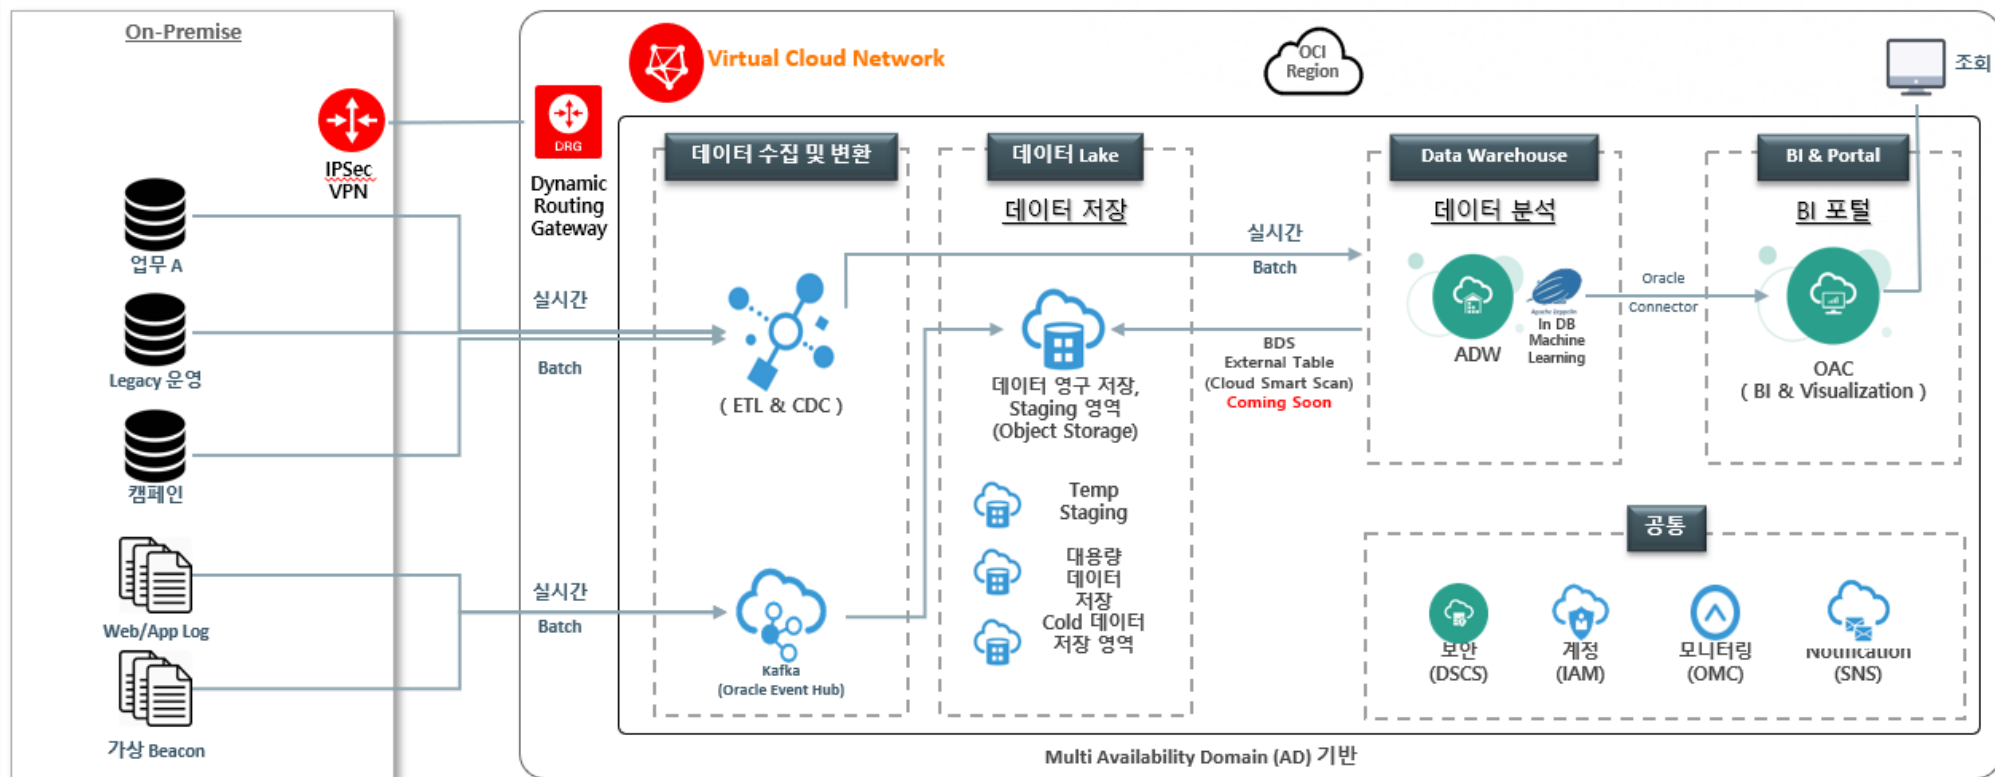 On-Premise
IPSec
VPN
업무 A
Legacy 운영
캠페인
Web/App Log
가상 Beacon
실시간
Batch
실시간
Batch
DRG
Dynamic
Routing
Gateway
Virtual Cloud Network
OCI
Region
조회
데이터 수집 및 변환
( ETL & CDC )
Kafka
(Oracle Event Hub)
데이터 Lake
데이터 저장
데이터 영구 저장,
Staging 영역
(Object Storage)
Temp
Staging
대용량
데이터
저장
Cold 데이터
저장 영역
실시간
Batch
BDS
External Table
(Cloud Smart Scan)
Coming Soon
Data Warehouse
데이터 분석
ADW
Apache Zeppelin
In DB
Machine
Learning
Oracle
Connector
BI & Portal
BI 포털
OAC
( BI & Visualization )
공통
보안
(DSCS)
계정
(IAM)
모니터링
(OMC)
Notification
(SNS)
Multi Availability Domain (AD) 기반